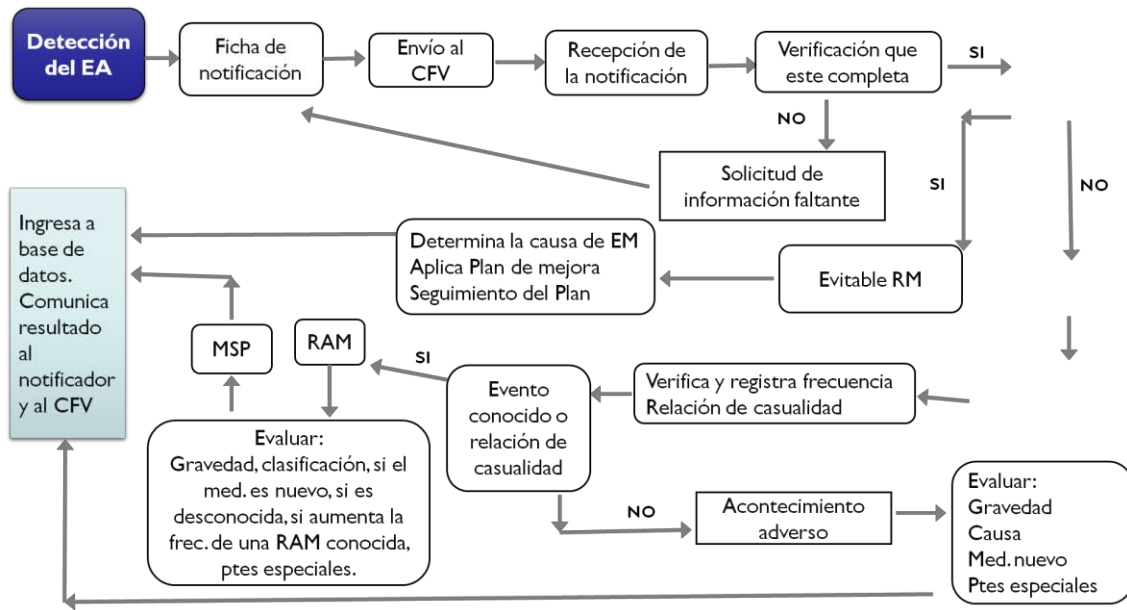 Detección
del EA
Ficha de
notificación
Envío al
CFV
Recepción de
la notificación
Verificación que
este completa
SI
NO
Solicitud de
información faltante
SI
NO
Ingresa a
base de
datos.
Comunica
resultado
al
notificador
y al CFV
Determina la causa de EM
Aplica Plan de mejora
Seguimiento del Plan
Evitable RM
MSP
RAM
SI
Evento
conocido o
relación de
casualidad
Verifica y registra frecuencia
Relación de casualidad
Evaluar:
Gravedad, clasificación, si el
med. es nuevo, si es
desconocida, si aumenta la
frec. de una RAM conocida,
ptes especiales.
NO
Acontecimiento
adverso
Evaluar:
Gravedad
Causa
Med. nuevo
Ptes especiales